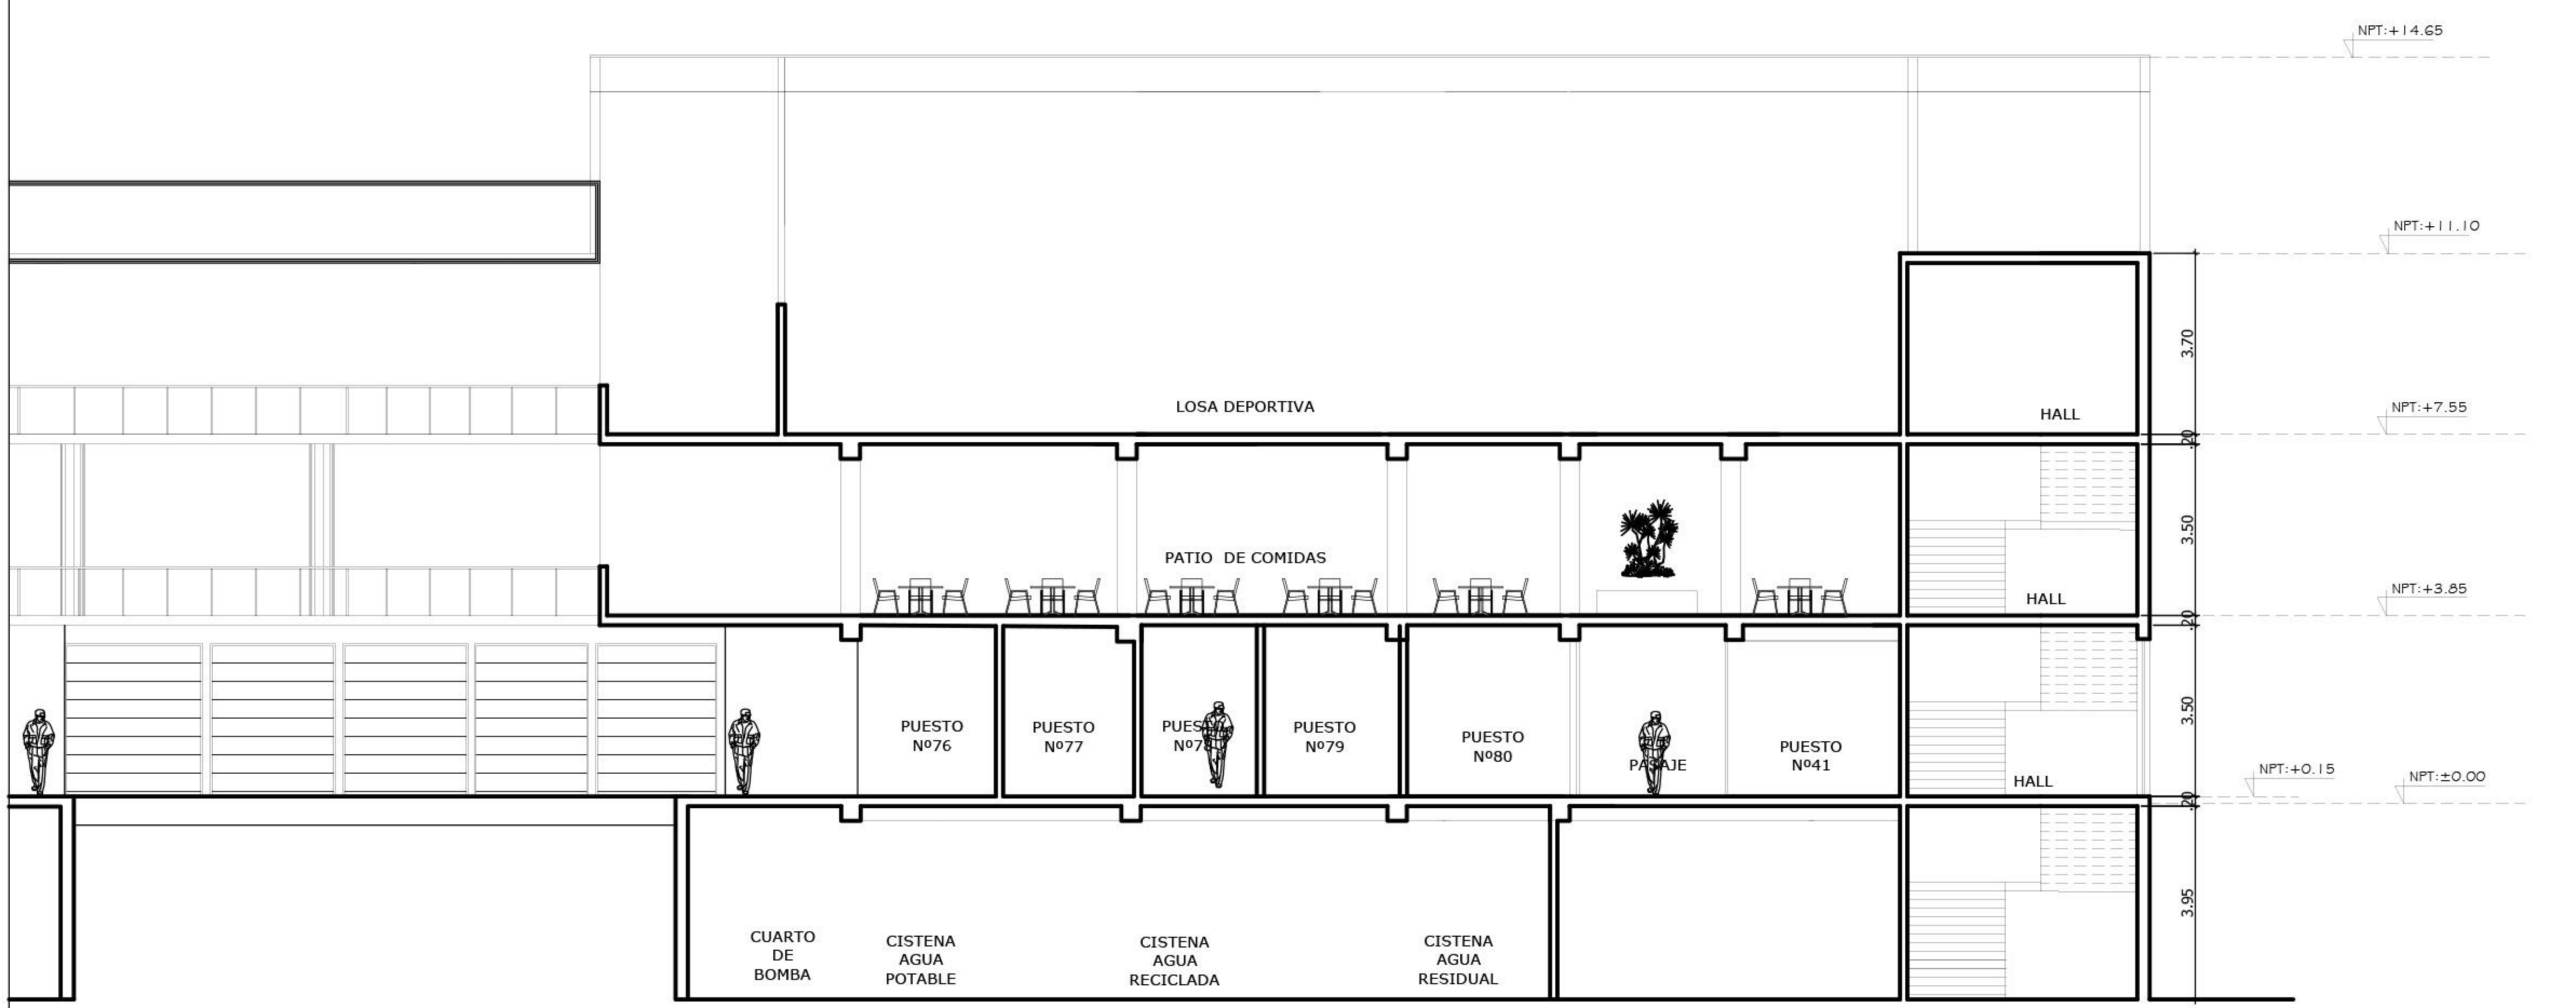 NPT:+14.65
NPT:+11.10
3.70
LOSA DEPORTIVA
HALL
NPT:+7.55
.20
3.50
PATIO DE COMIDAS
HALL
NPT:+3.85
.20
3.50
PUESTO
Nº76
PUESTO
Nº77
PUESTO
Nº79
PUESTO
Nº80
PASAJE
PUESTO
Nº41
HALL
NPT:+0.15
NPT:±0.00
.20
3.95
CUARTO
DE
BOMBA
CISTENA
AGUA
POTABLE
CISTENA
AGUA
RECICLADA
CISTENA
AGUA
RESIDUAL